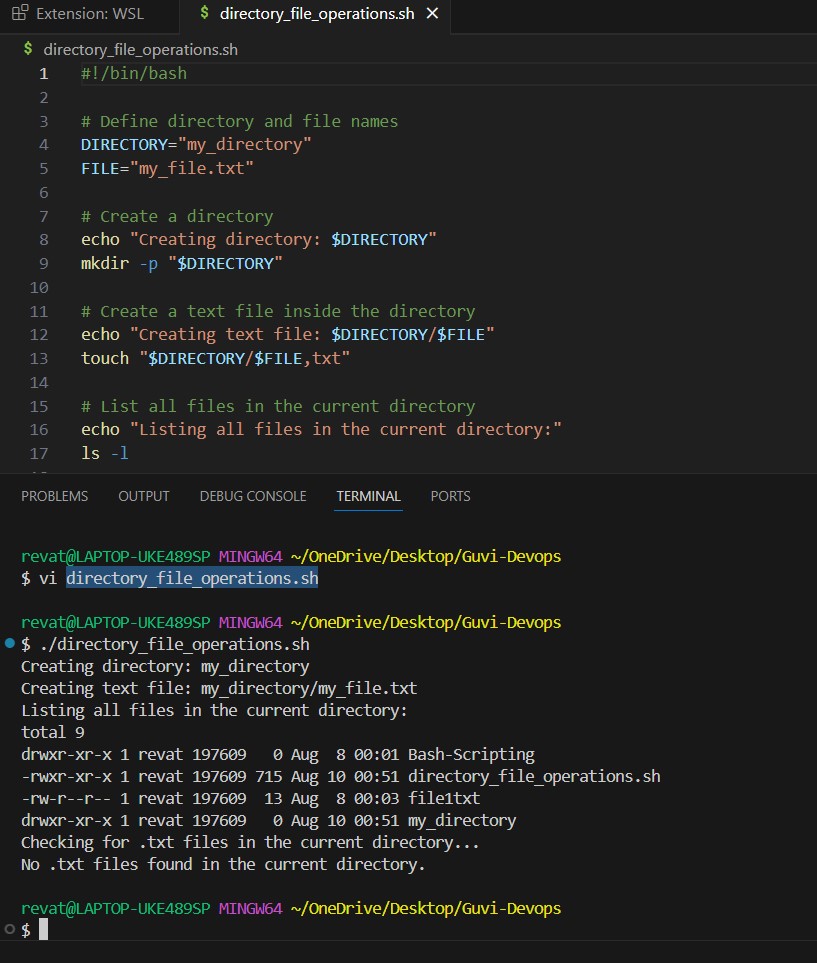 Extension: WSL
$ directory_file_operations.sh ✕
$ directory_file_operations.sh
1 #!/bin/bash
2
3 # Define directory and file names
4 DIRECTORY="my_directory"
5 FILE="my_file.txt"
6
7 # Create a directory
8 echo "Creating directory: $DIRECTORY"
9 mkdir -p "$DIRECTORY"
10
11 # Create a text file inside the directory
12 echo "Creating text file: $DIRECTORY/$FILE"
13 touch "$DIRECTORY/$FILE,txt"
14
15 # List all files in the current directory
16 echo "Listing all files in the current directory:"
17 ls -l
PROBLEMS OUTPUT DEBUG CONSOLE TERMINAL PORTS
revat@LAPTOP-UKE489SP MINGW64 ~/OneDrive/Desktop/Guvi-Devops
$ vi directory_file_operations.sh
revat@LAPTOP-UKE489SP MINGW64 ~/OneDrive/Desktop/Guvi-Devops
$ ./directory_file_operations.sh
Creating directory: my_directory
Creating text file: my_directory/my_file.txt
Listing all files in the current directory:
total 9
drwxr-xr-x 1 revat 197609   0 Aug  8 00:01 Bash-Scripting
-rwxr-xr-x 1 revat 197609 715 Aug 10 00:51 directory_file_operations.sh
-rw-r--r-- 1 revat 197609  13 Aug  8 00:03 file1txt
drwxr-xr-x 1 revat 197609   0 Aug 10 00:51 my_directory
Checking for .txt files in the current directory...
No .txt files found in the current directory.
revat@LAPTOP-UKE489SP MINGW64 ~/OneDrive/Desktop/Guvi-Devops
$